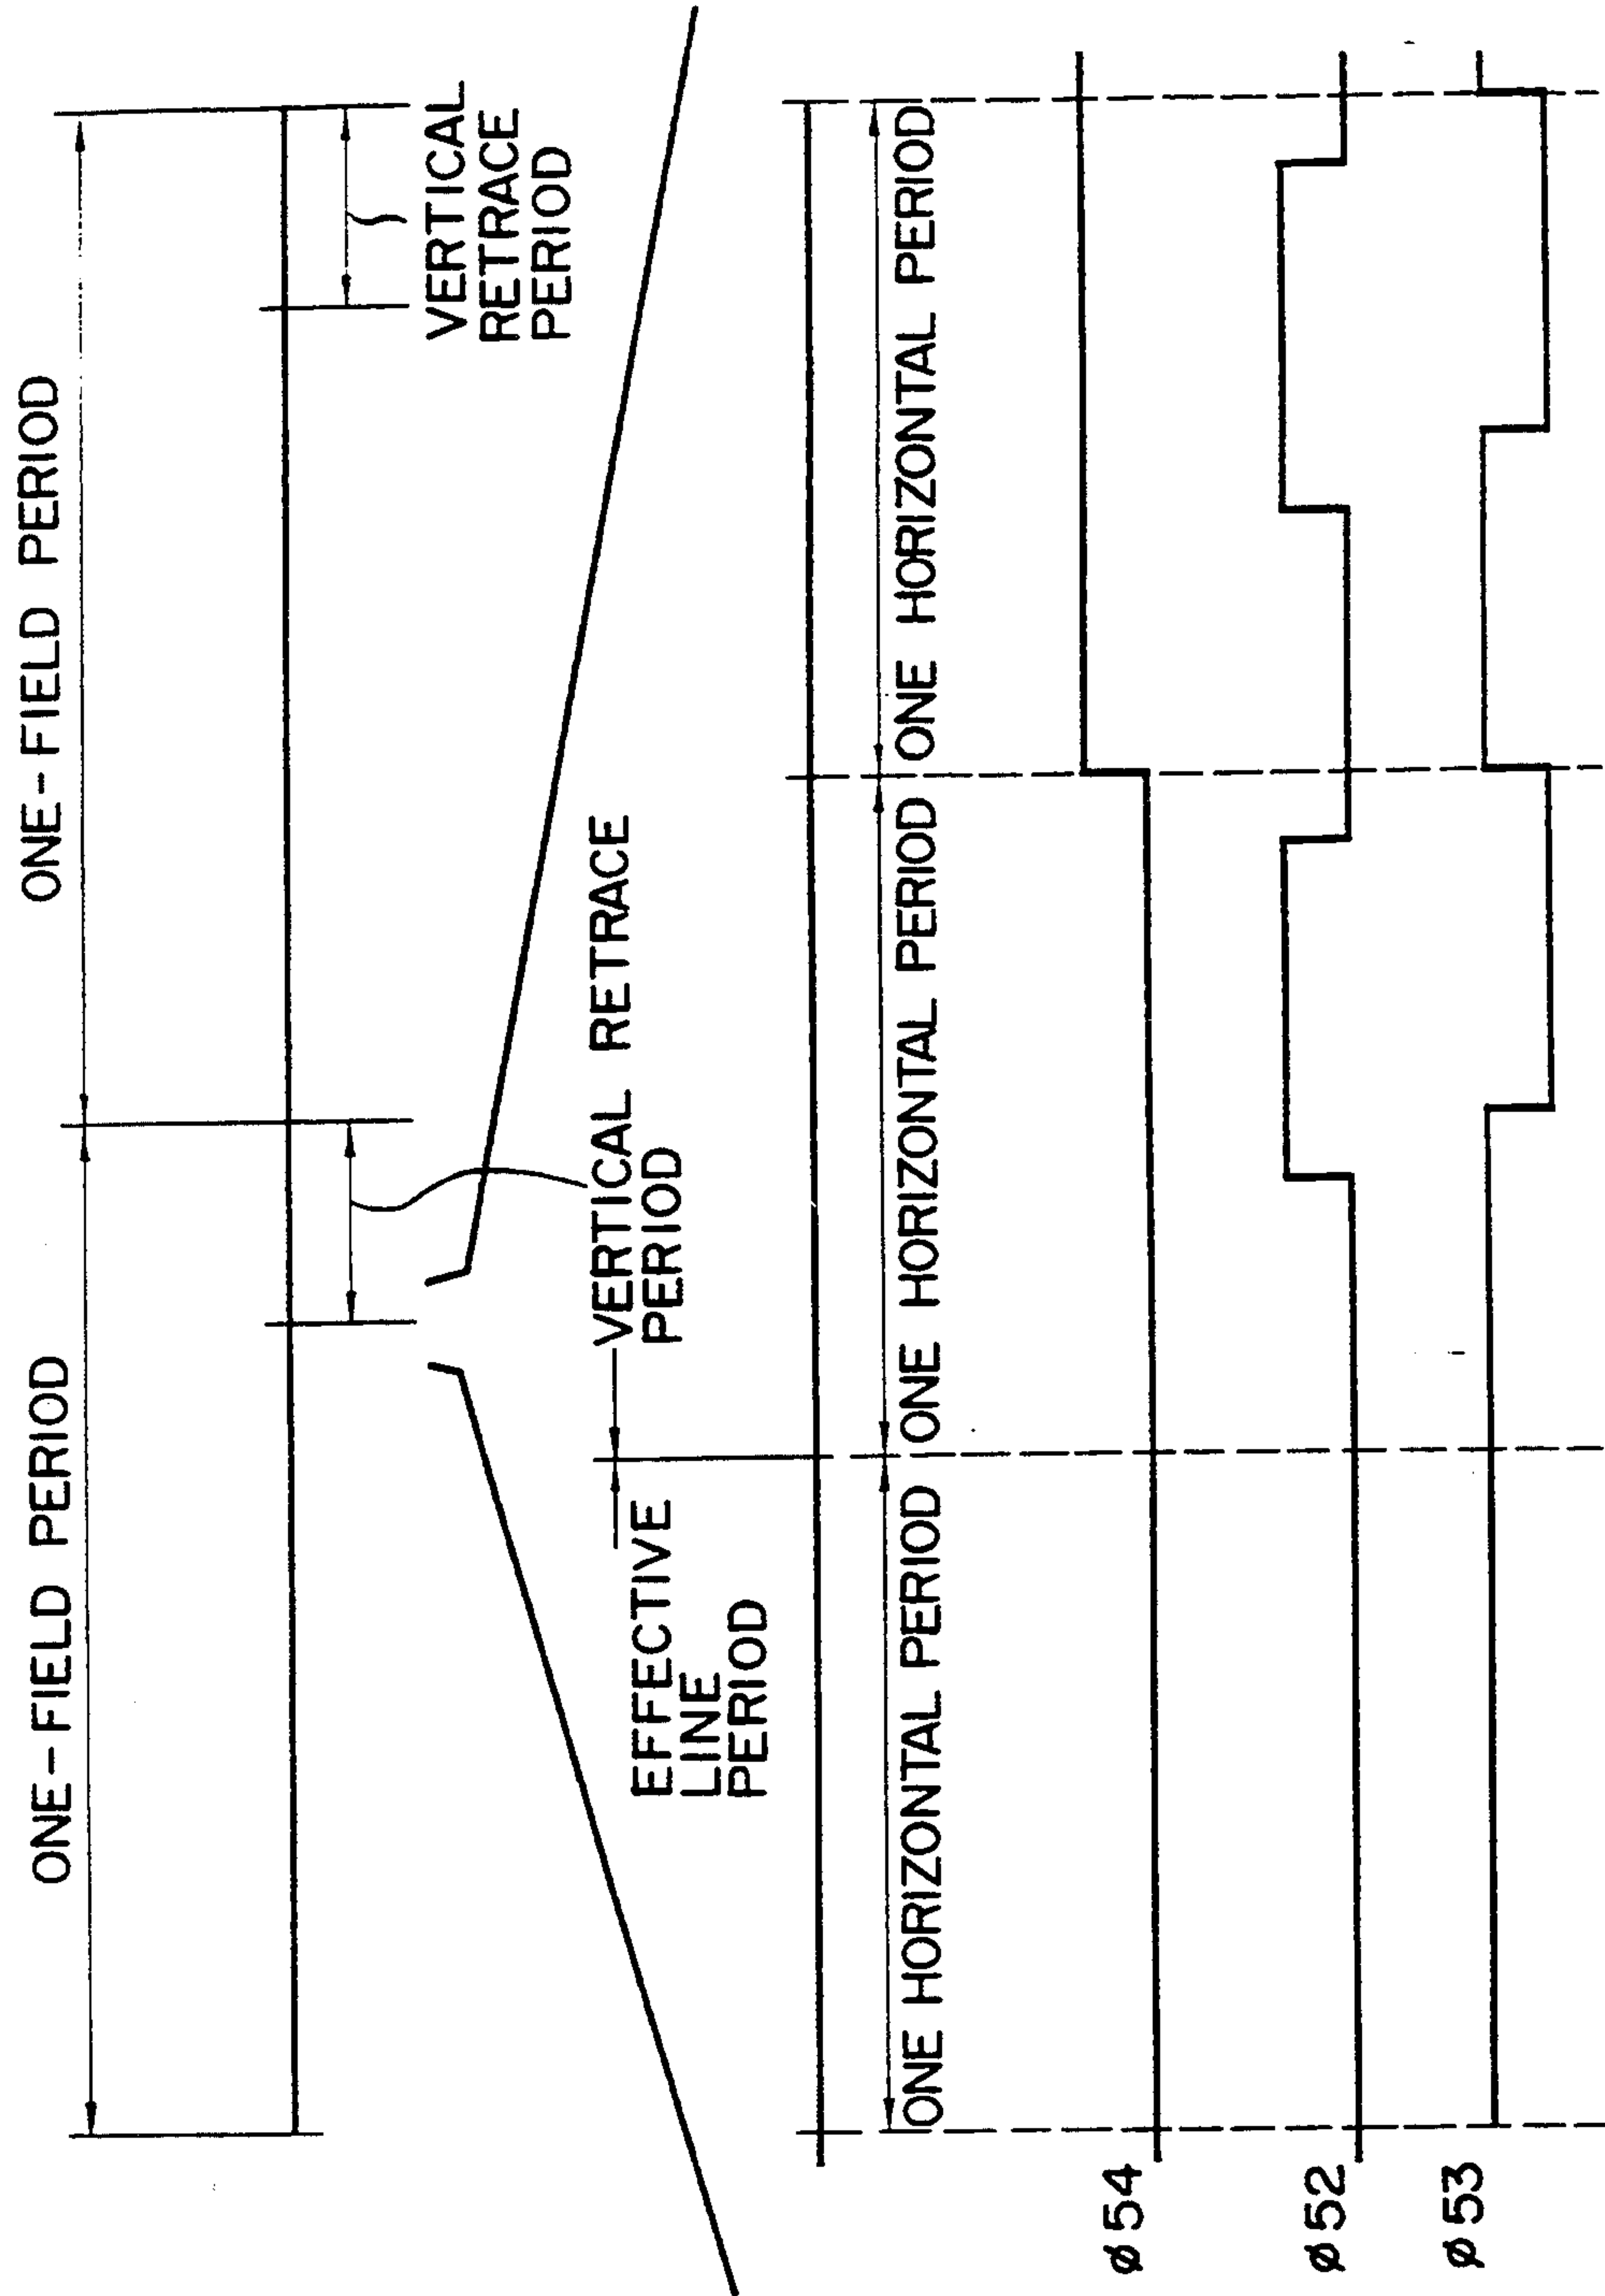 ONE-FIELD PERIOD
ONE-FIELD PERIOD
VERTICAL
RETRACE
PERIOD
VERTICAL RETRACE
PERIOD
EFFECTIVE
LINE
PERIOD
ONE HORIZONTAL PERIOD
ONE HORIZONTAL PERIOD
ONE HORIZONTAL PERIOD
ø54
ø52
ø53